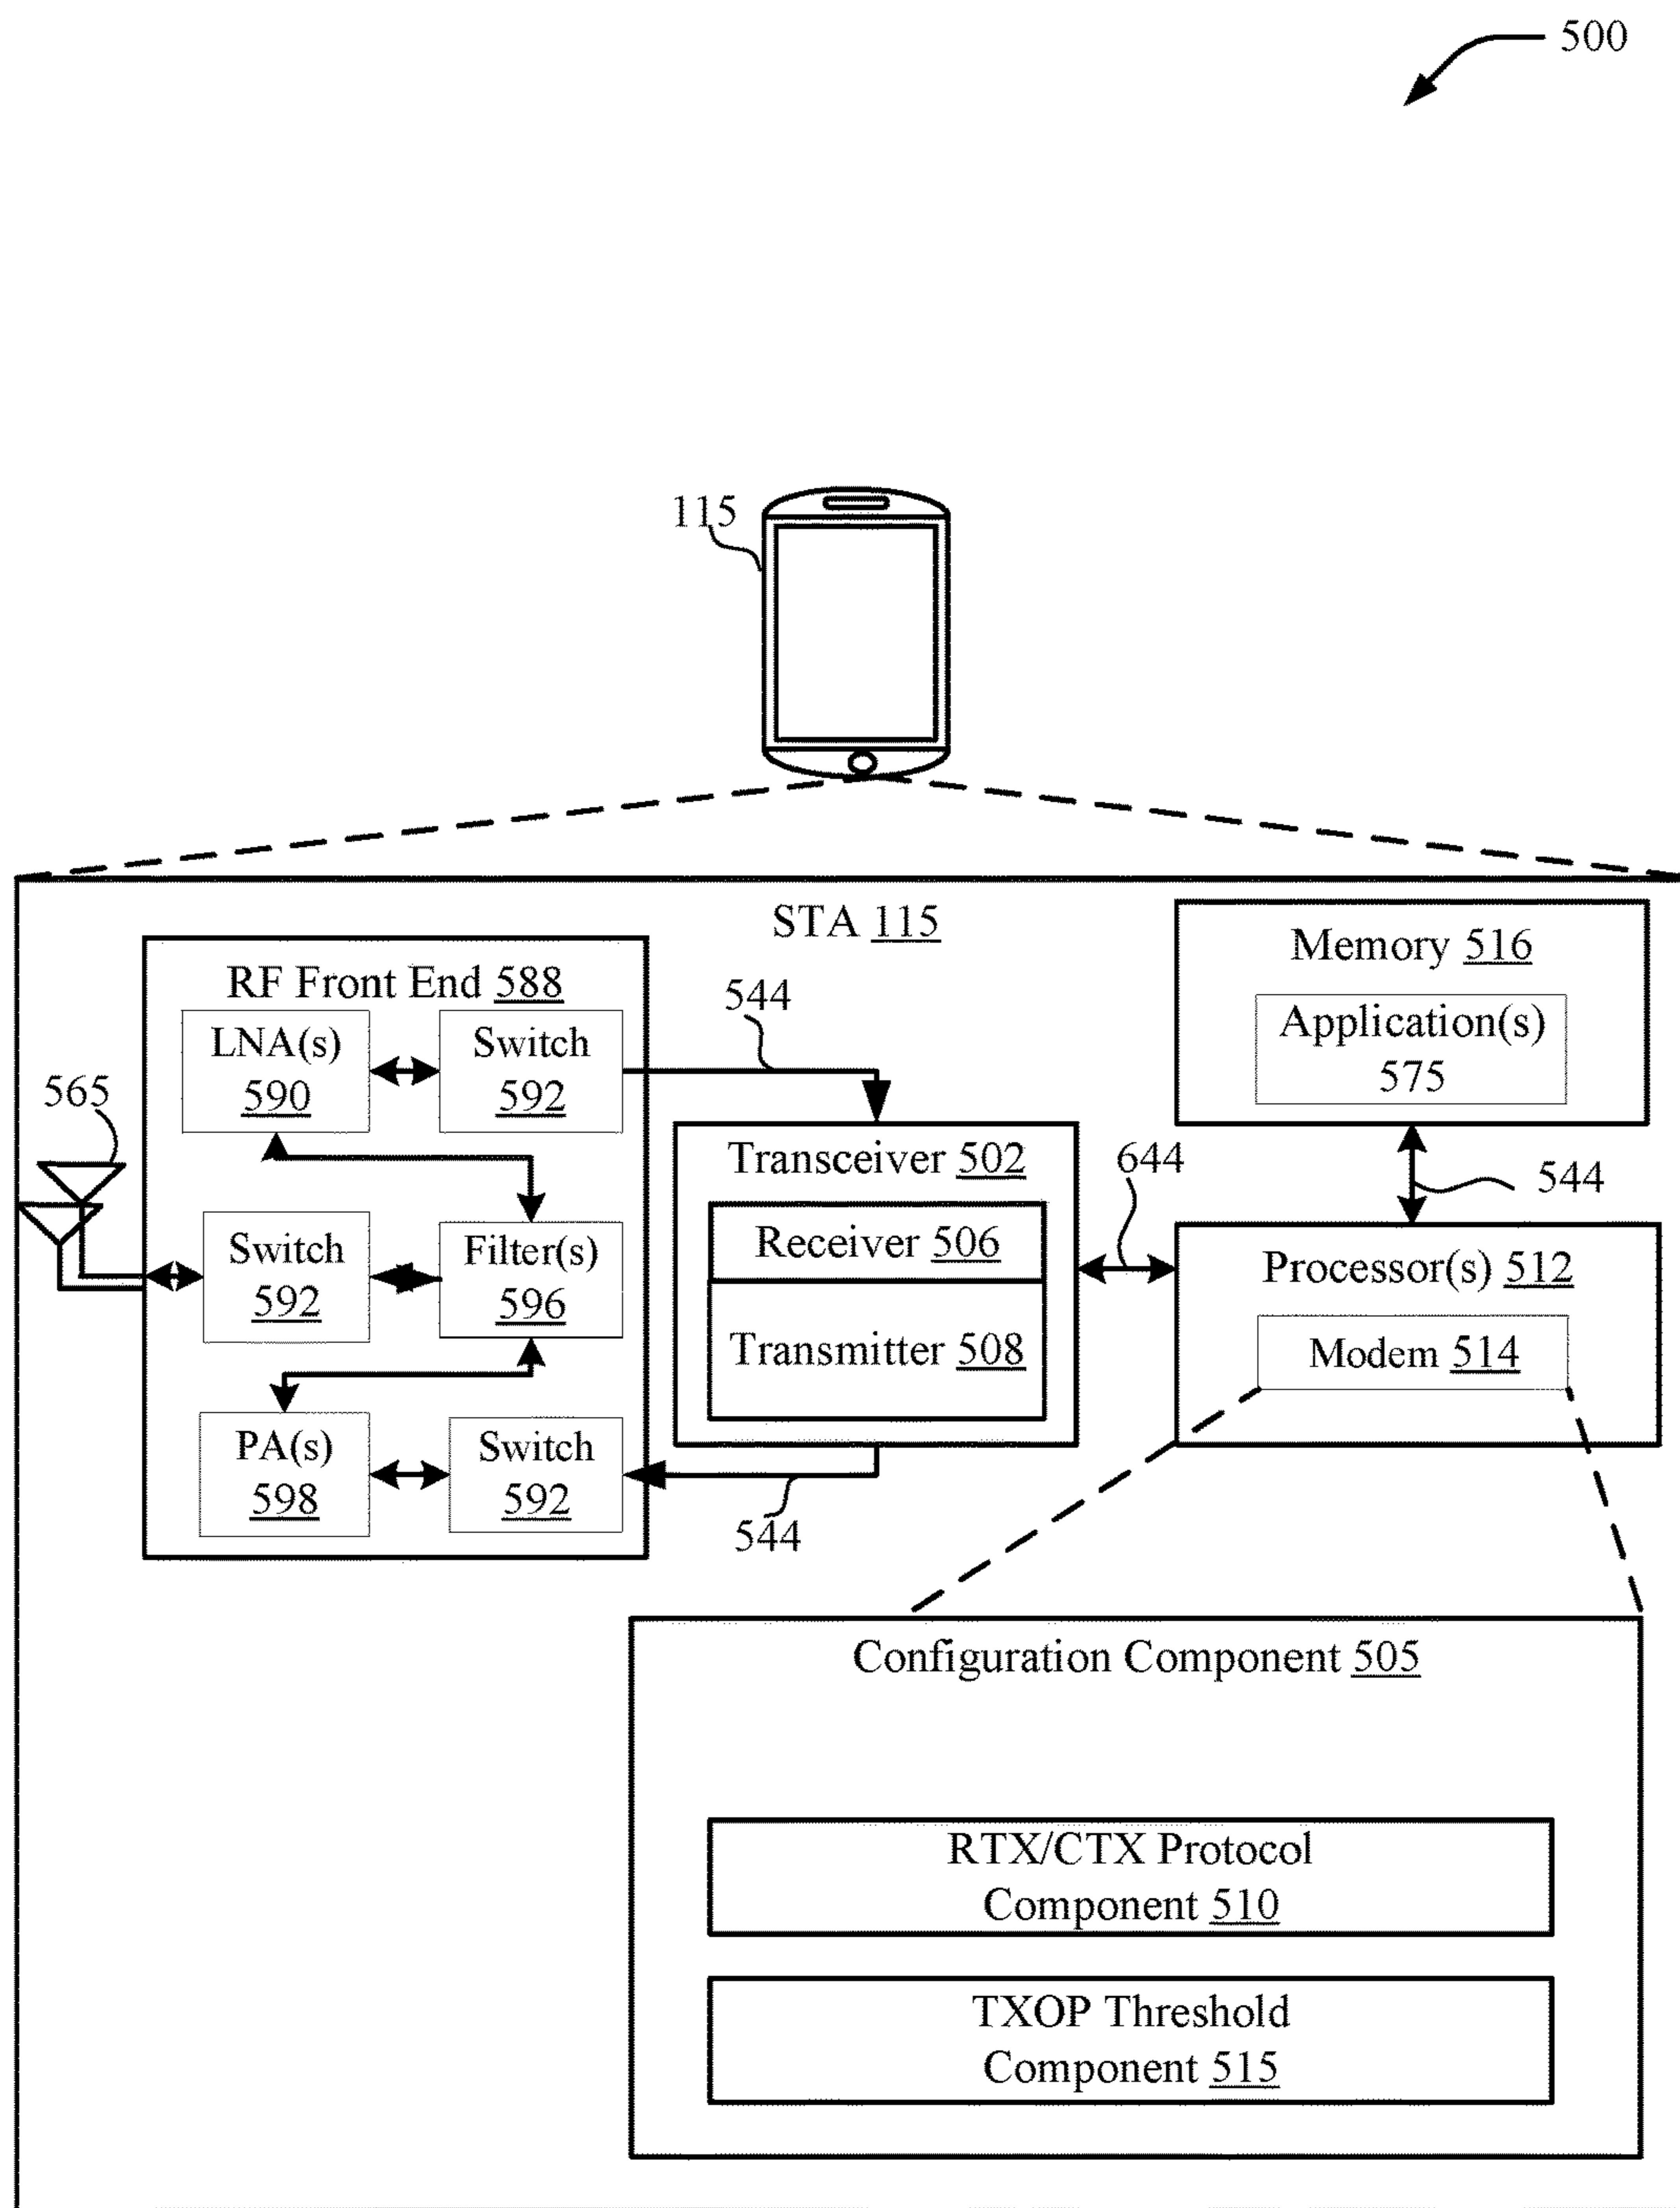 500
115
STA 115
RF Front End 588
LNA(s)
590
Switch
592
544
Memory 516
Application(s)
575
565
Switch
592
Filter(s)
596
Transceiver 502
Receiver 506
Transmitter 508
644
544
Processor(s) 512
Modem 514
PA(s)
598
Switch
592
544
Configuration Component 505
RTX/CTX Protocol
Component 510
TXOP Threshold
Component 515